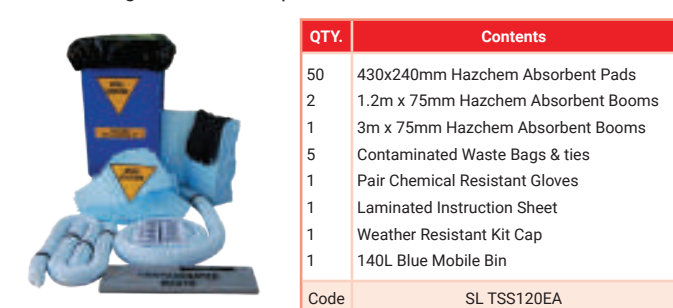 QTY. Contents
50 430x240mm Hazchem Absorbent Pads
2 1.2m x 75mm Hazchem Absorbent Booms
1 3m x 75mm Hazchem Absorbent Booms
5 Contaminated Waste Bags & ties
1 Pair Chemical Resistant Gloves
1 Laminated Instruction Sheet
1 Weather Resistant Kit Cap
1 140L Blue Mobile Bin
Code SL TSS120EA
CONTAMINATED
WASTE